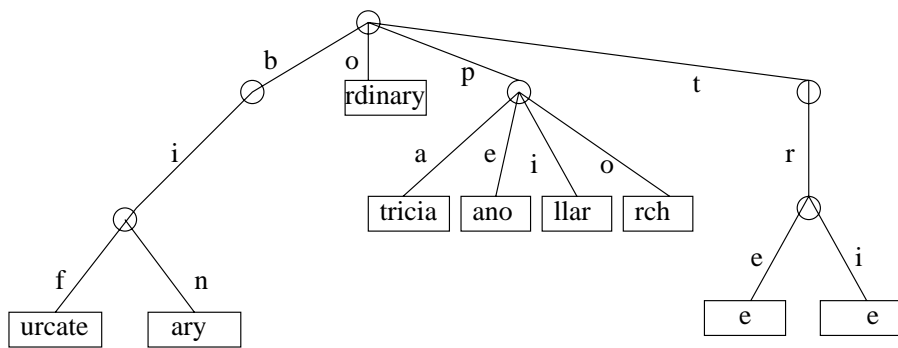 b o p t
rdinary
i a e i o r
tricia ano llar rch
f n e i
urcate ary e e